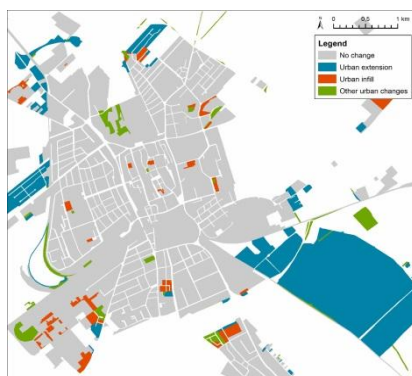 N
0 0.5 1 km
Legend
No change
Urban extension
Urban infill
Other urban changes